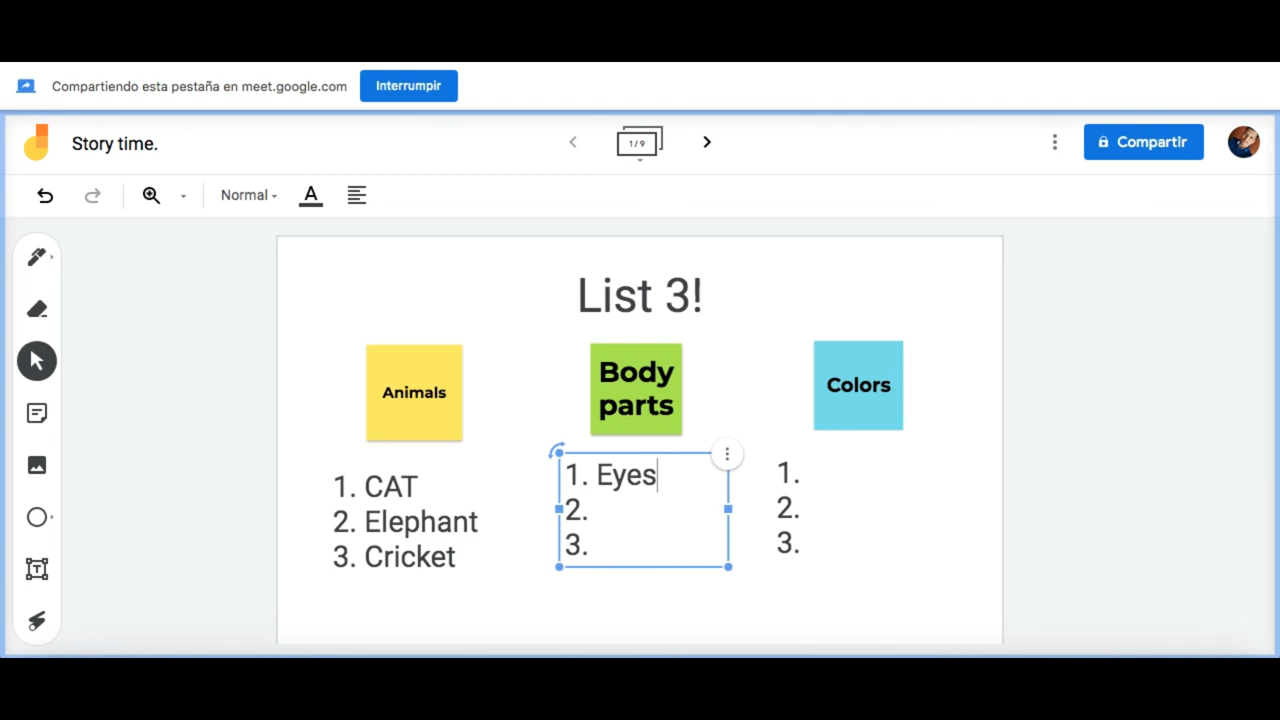 Compartiendo esta pestaña en meet.google.com
Interrumpir
Story time.
1/9
Compartir
Normal
A
List 3!
Animals
Body
parts
Colors
1. CAT
2. Elephant
3. Cricket
1. Eyes
2.
3.
1.
2.
3.